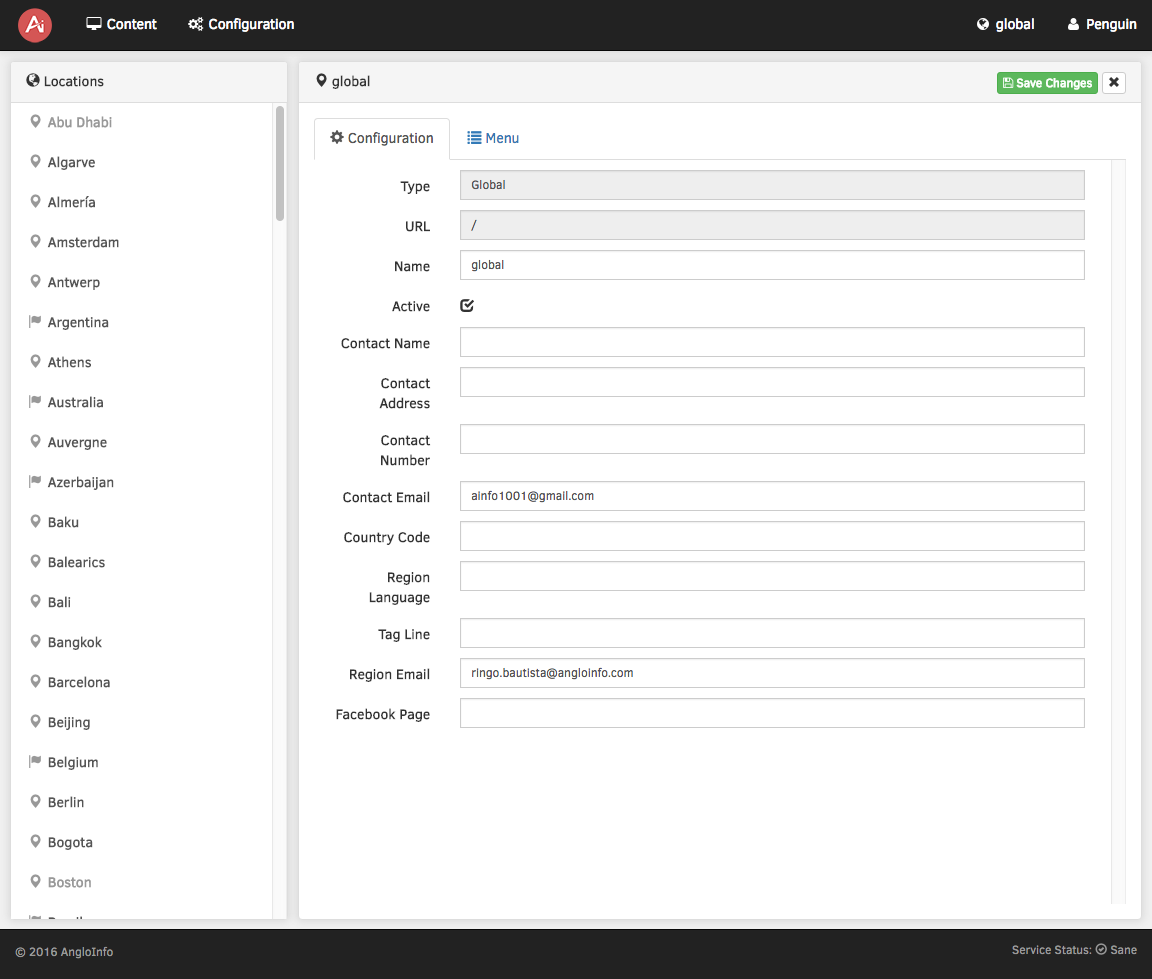 Ai Content Configuration global Penguin
Locations
Abu Dhabi
Algarve
Almería
Amsterdam
Antwerp
Argentina
Athens
Australia
Auvergne
Azerbaijan
Baku
Balearics
Bali
Bangkok
Barcelona
Beijing
Belgium
Berlin
Bogota
Boston
global Save Changes
Configuration Menu
Type Global
URL /
Name global
Active
Contact Name
Contact
Address
Contact
Number
Contact Email ainfo1001@gmail.com
Country Code
Region
Language
Tag Line
Region Email ringo.bautista@angloinfo.com
Facebook Page
© 2016 AngloInfo Service Status: Sane